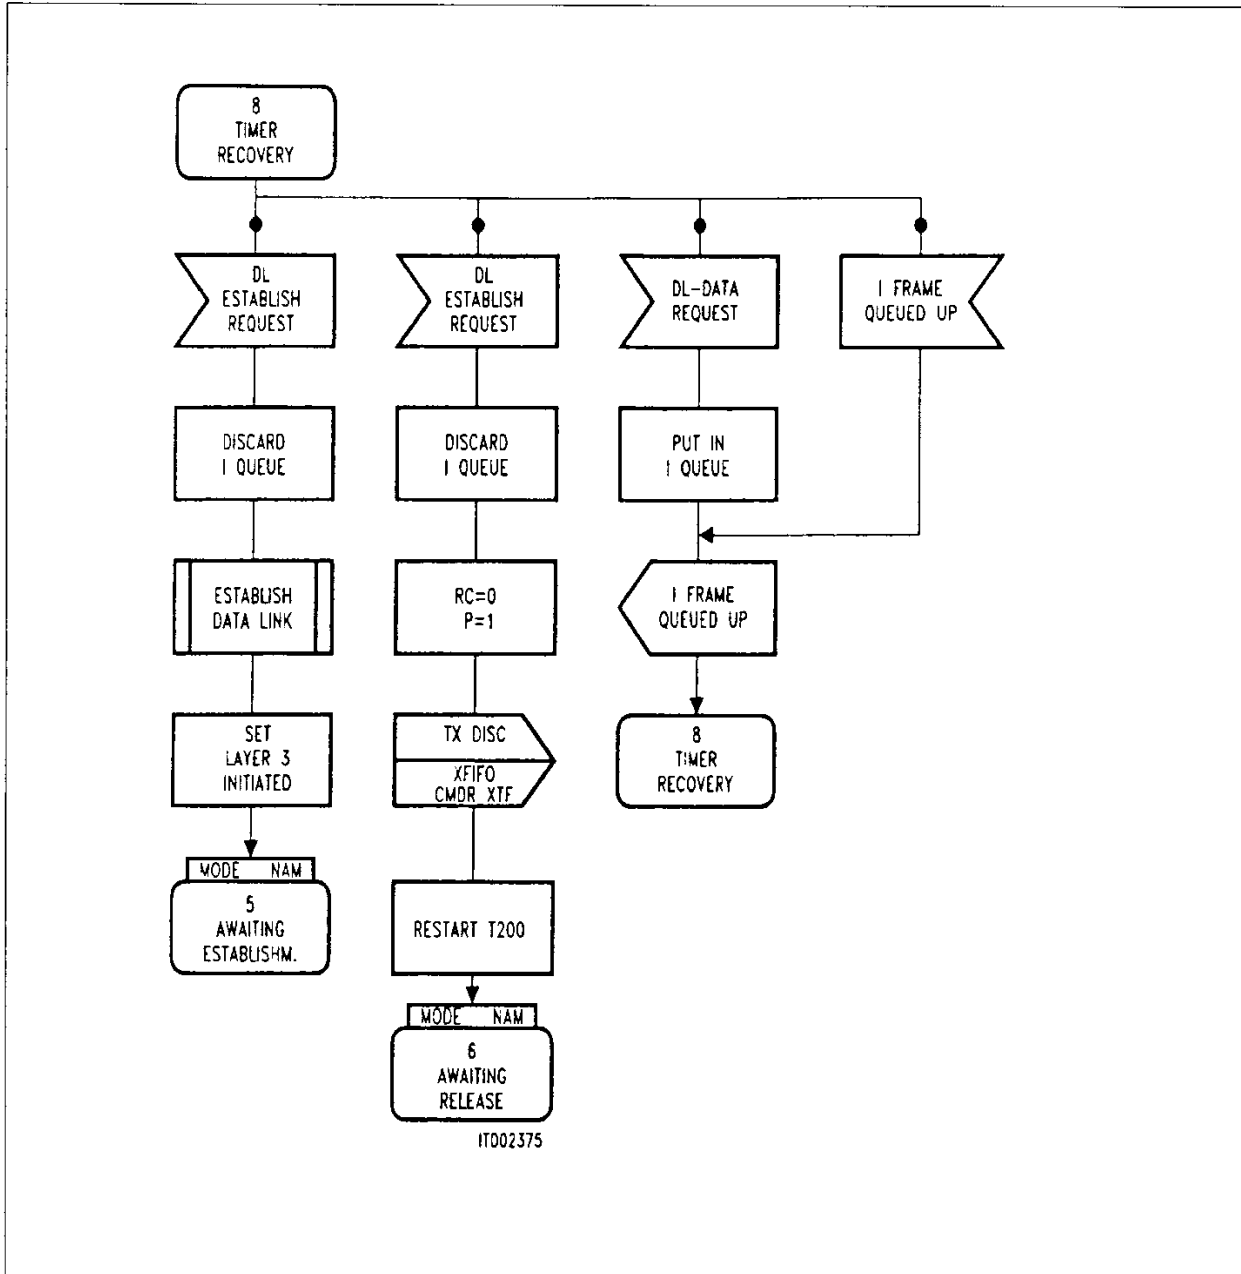 8
TIMER
RECOVERY
DL
ESTABLISH
REQUEST
DL
ESTABLISH
REQUEST
DL-DATA
REQUEST
I FRAME
QUEUED UP
DISCARD
I QUEUE
DISCARD
I QUEUE
PUT IN
I QUEUE
ESTABLISH
DATA LINK
RC=0
P=1
I FRAME
QUEUED UP
SET
LAYER 3
INITIATED
TX DISC
XFIFO
CMDR XTF
8
TIMER
RECOVERY
MODE NAM
5
AWAITING
ESTABLISHM.
RESTART T200
MODE NAM
6
AWAITING
RELEASE
ITD02375